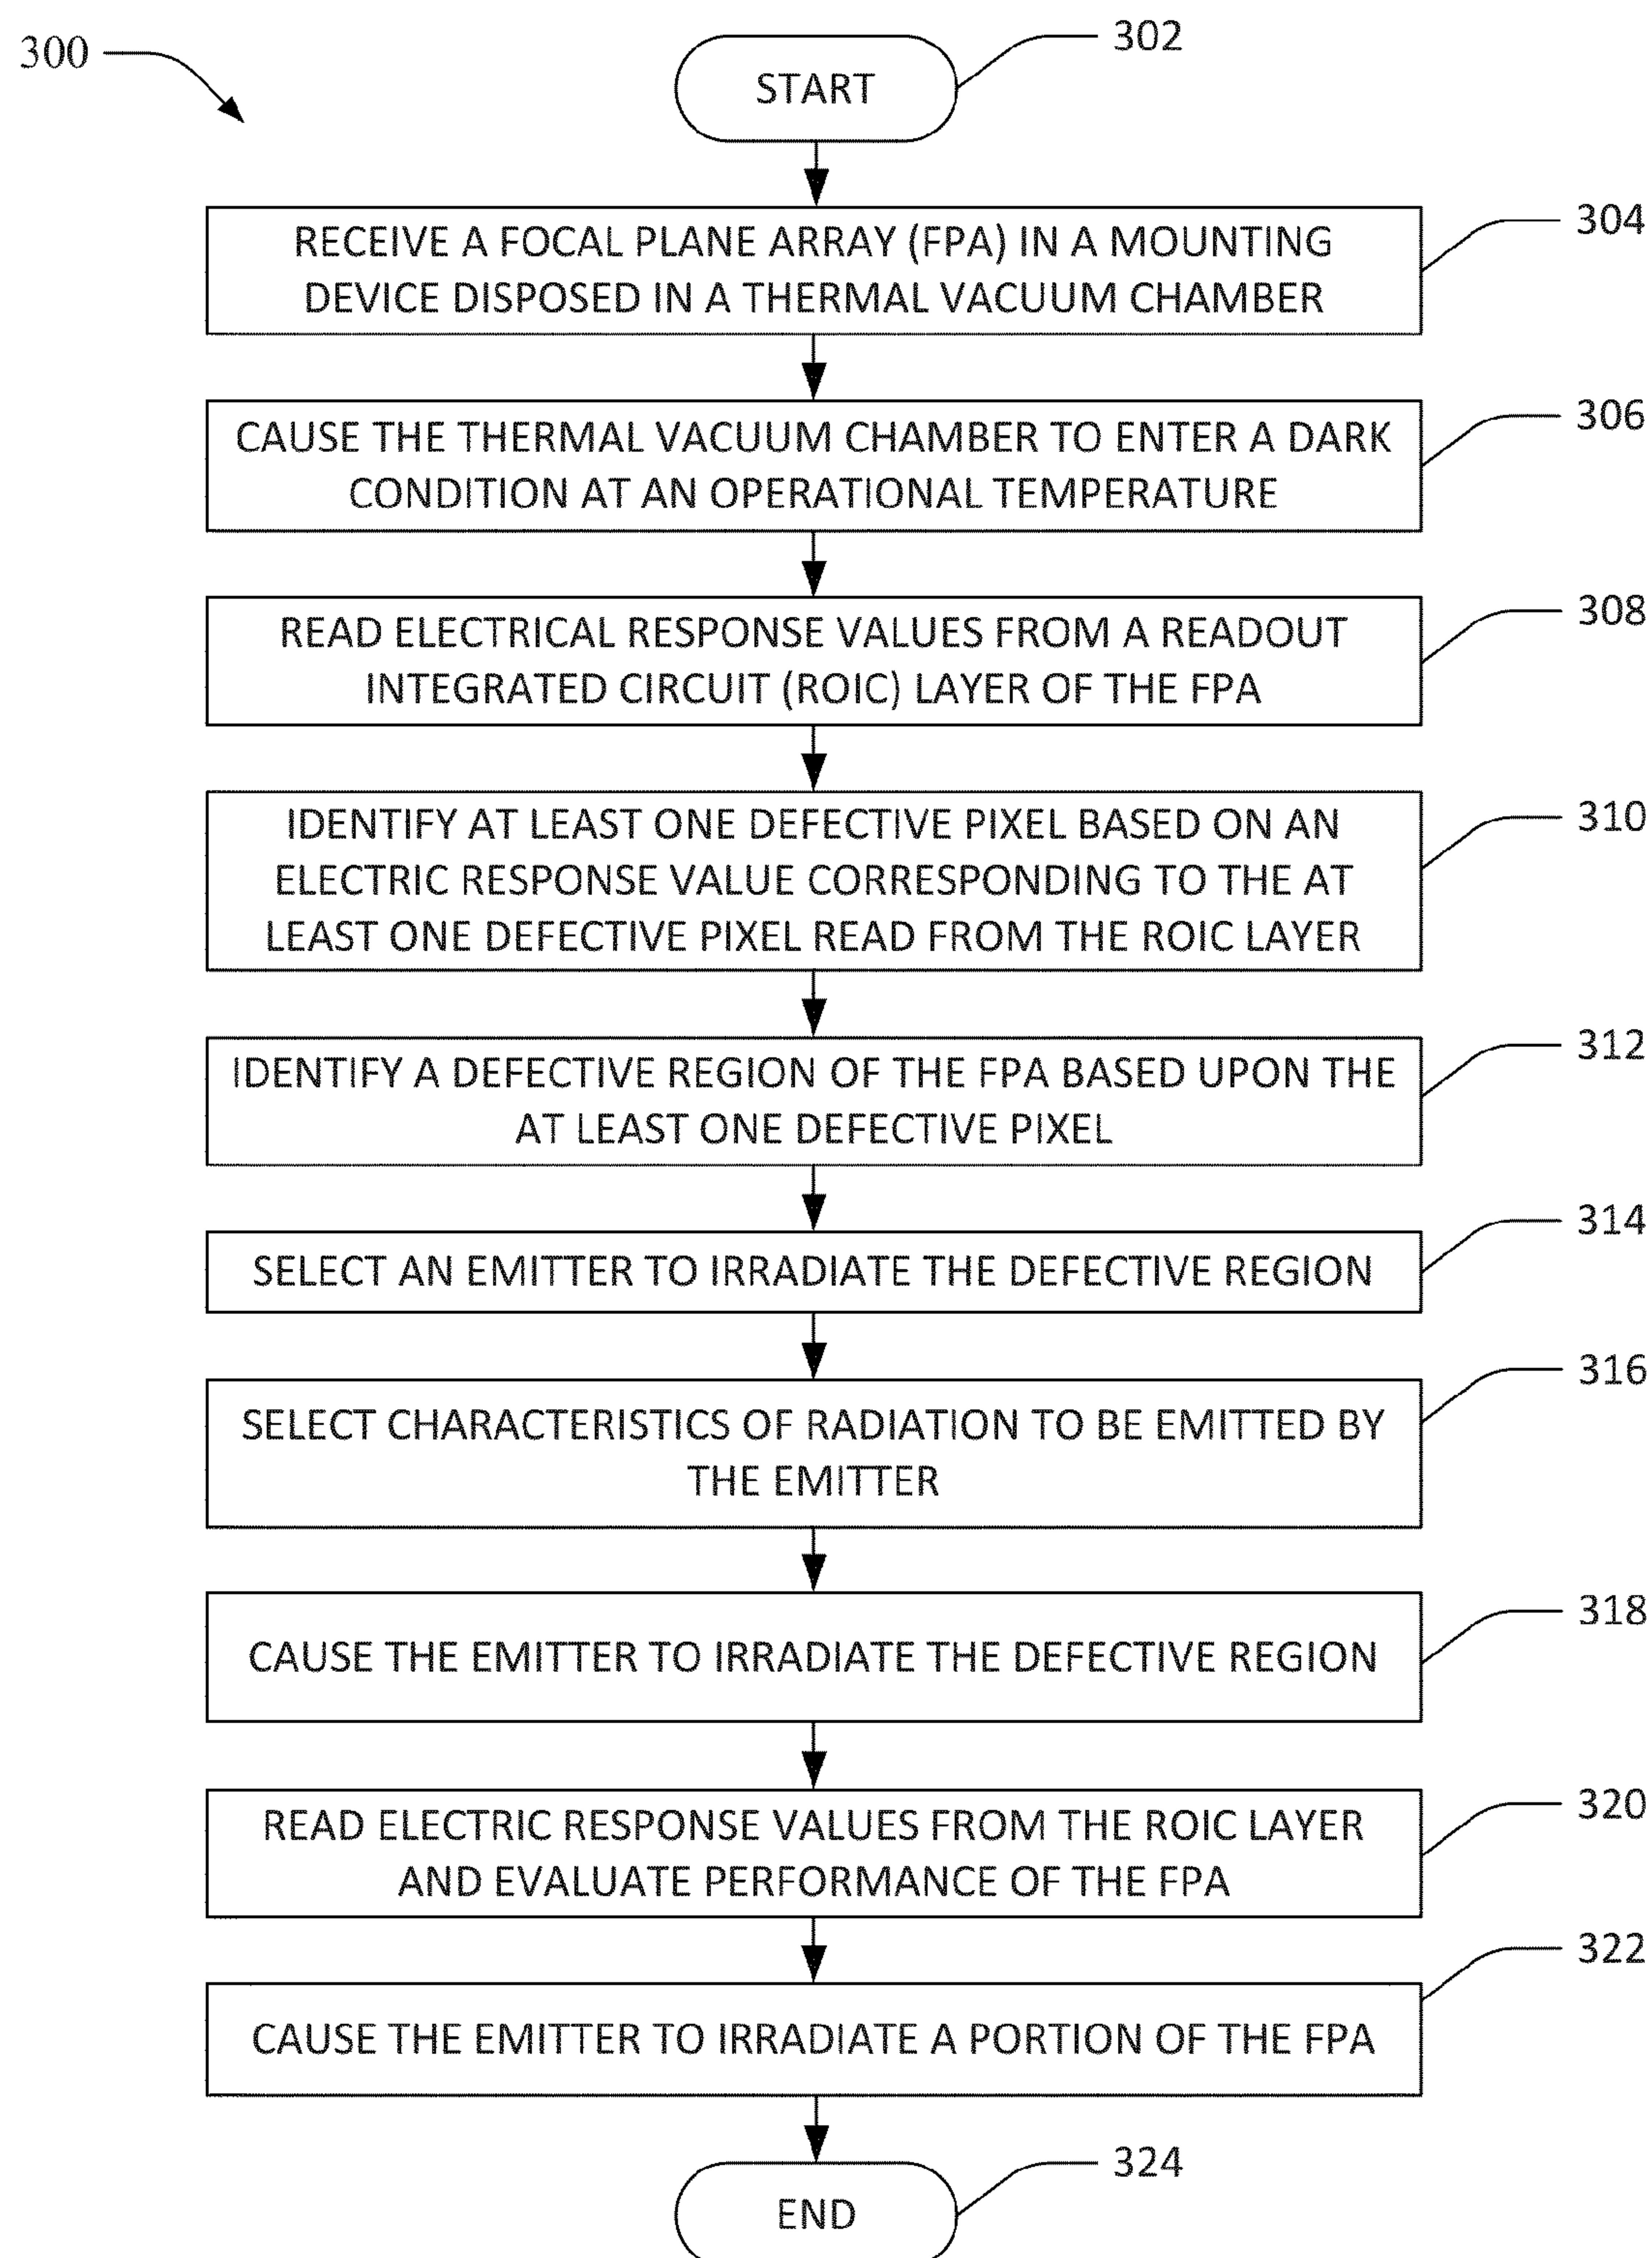 300
302
START
304
RECEIVE A FOCAL PLANE ARRAY (FPA) IN A MOUNTING
DEVICE DISPOSED IN A THERMAL VACUUM CHAMBER
306
CAUSE THE THERMAL VACUUM CHAMBER TO ENTER A DARK
CONDITION AT AN OPERATIONAL TEMPERATURE
308
READ ELECTRICAL RESPONSE VALUES FROM A READOUT
INTEGRATED CIRCUIT (ROIC) LAYER OF THE FPA
310
IDENTIFY AT LEAST ONE DEFECTIVE PIXEL BASED ON AN
ELECTRIC RESPONSE VALUE CORRESPONDING TO THE AT
LEAST ONE DEFECTIVE PIXEL READ FROM THE ROIC LAYER
312
IDENTIFY A DEFECTIVE REGION OF THE FPA BASED UPON THE
AT LEAST ONE DEFECTIVE PIXEL
314
SELECT AN EMITTER TO IRRADIATE THE DEFECTIVE REGION
316
SELECT CHARACTERISTICS OF RADIATION TO BE EMITTED BY
THE EMITTER
318
CAUSE THE EMITTER TO IRRADIATE THE DEFECTIVE REGION
320
READ ELECTRIC RESPONSE VALUES FROM THE ROIC LAYER
AND EVALUATE PERFORMANCE OF THE FPA
322
CAUSE THE EMITTER TO IRRADIATE A PORTION OF THE FPA
324
END